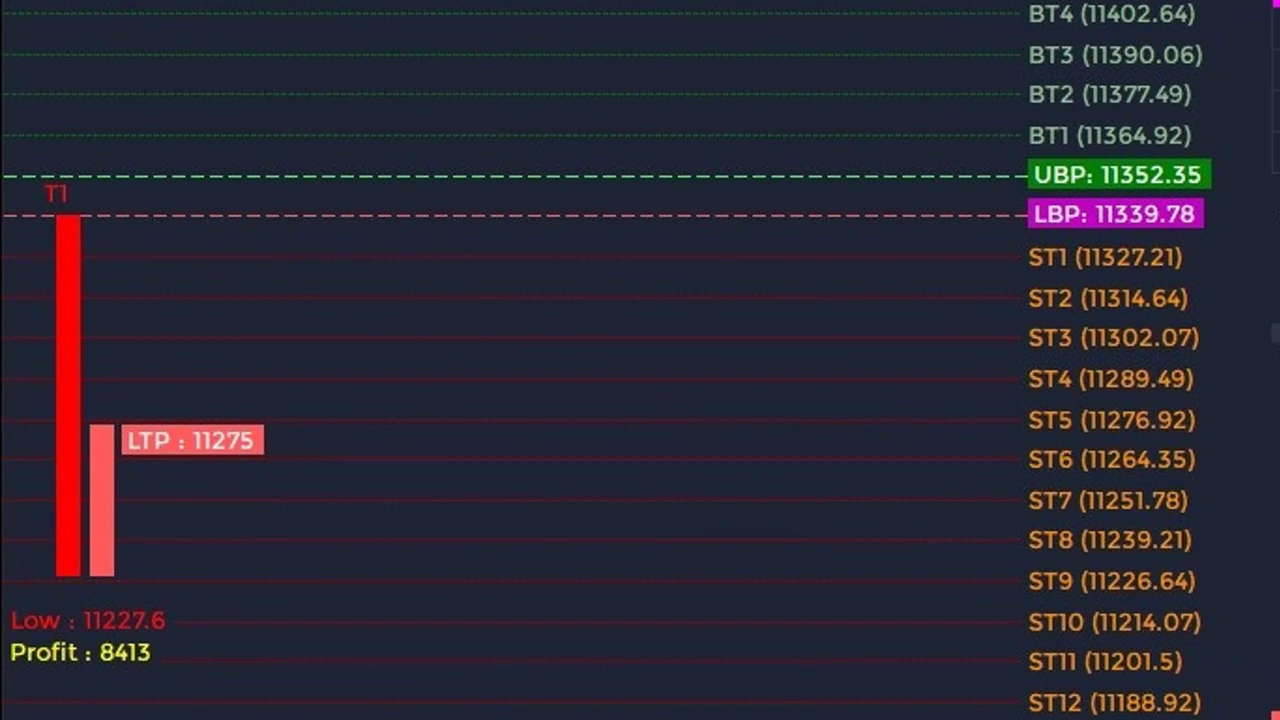 BT4 (11402.64)
BT3 (11390.06)
BT2 (11377.49)
BT1 (11364.92)
UBP: 11352.35
T1
LBP: 11339.78
ST1 (11327.21)
ST2 (11314.64)
ST3 (11302.07)
ST4 (11289.49)
ST5 (11276.92)
LTP : 11275
ST6 (11264.35)
ST7 (11251.78)
ST8 (11239.21)
ST9 (11226.64)
Low : 11227.6
ST10 (11214.07)
Profit : 8413
ST11 (11201.5)
ST12 (11188.92)